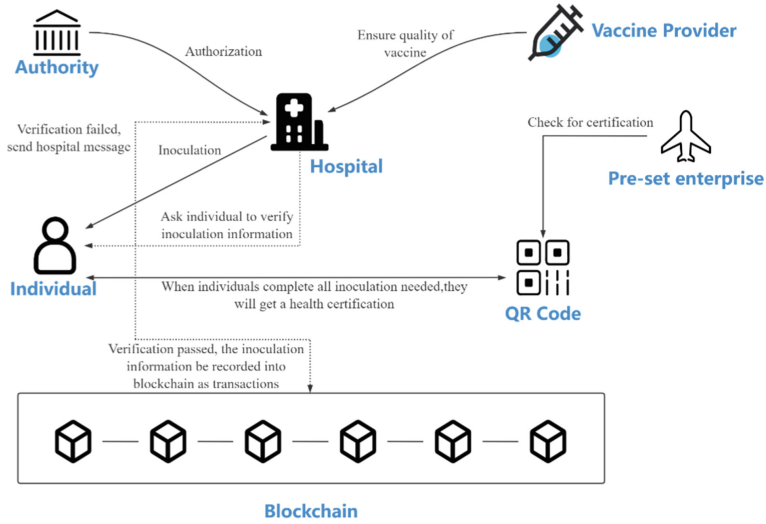 Authority
Authorization
Ensure quality of
vaccine
Vaccine Provider
Verification failed,
send hospital message
Inoculation
Hospital
Check for certification
Pre-set enterprise
Ask individual to verify
inoculation information
Individual
When individuals complete all inoculation needed,they
will get a health certification
QR Code
Verification passed, the inoculation
information be recorded into
blockchain as transactions
Blockchain